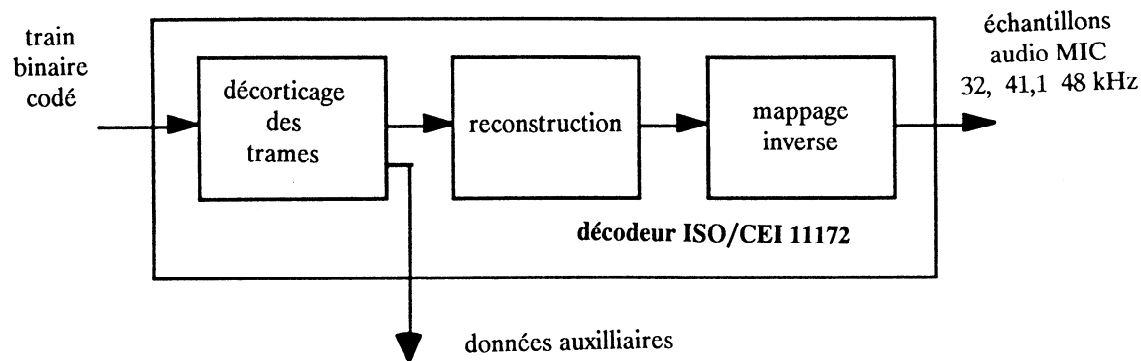 train
binaire
codé
décorticage
des
trames
reconstruction
mappage
inverse
échantillons
audio MIC
32, 41,1 48 kHz
décodeur ISO/CEI 11172
données auxilliaires